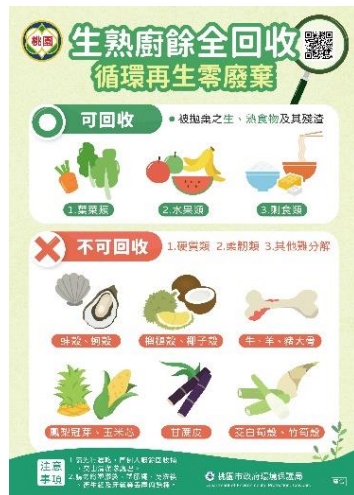 桃園
生熟廚餘全回收
循環再生零廢棄
可回收
•被拋棄之生、熟食物及其殘渣
1.葉菜類
2.水果類
3.剩食類
不可回收
1.硬質類 2.柔韌類 3.其他難分解
蚌殼、蚵殼
榴槤殼、椰子殼
牛、羊、豬大骨
鳳梨冠芽、玉米芯
甘蔗皮
茭白筍殼、竹筍殼
注意
事項
桃園市政府環境保護局